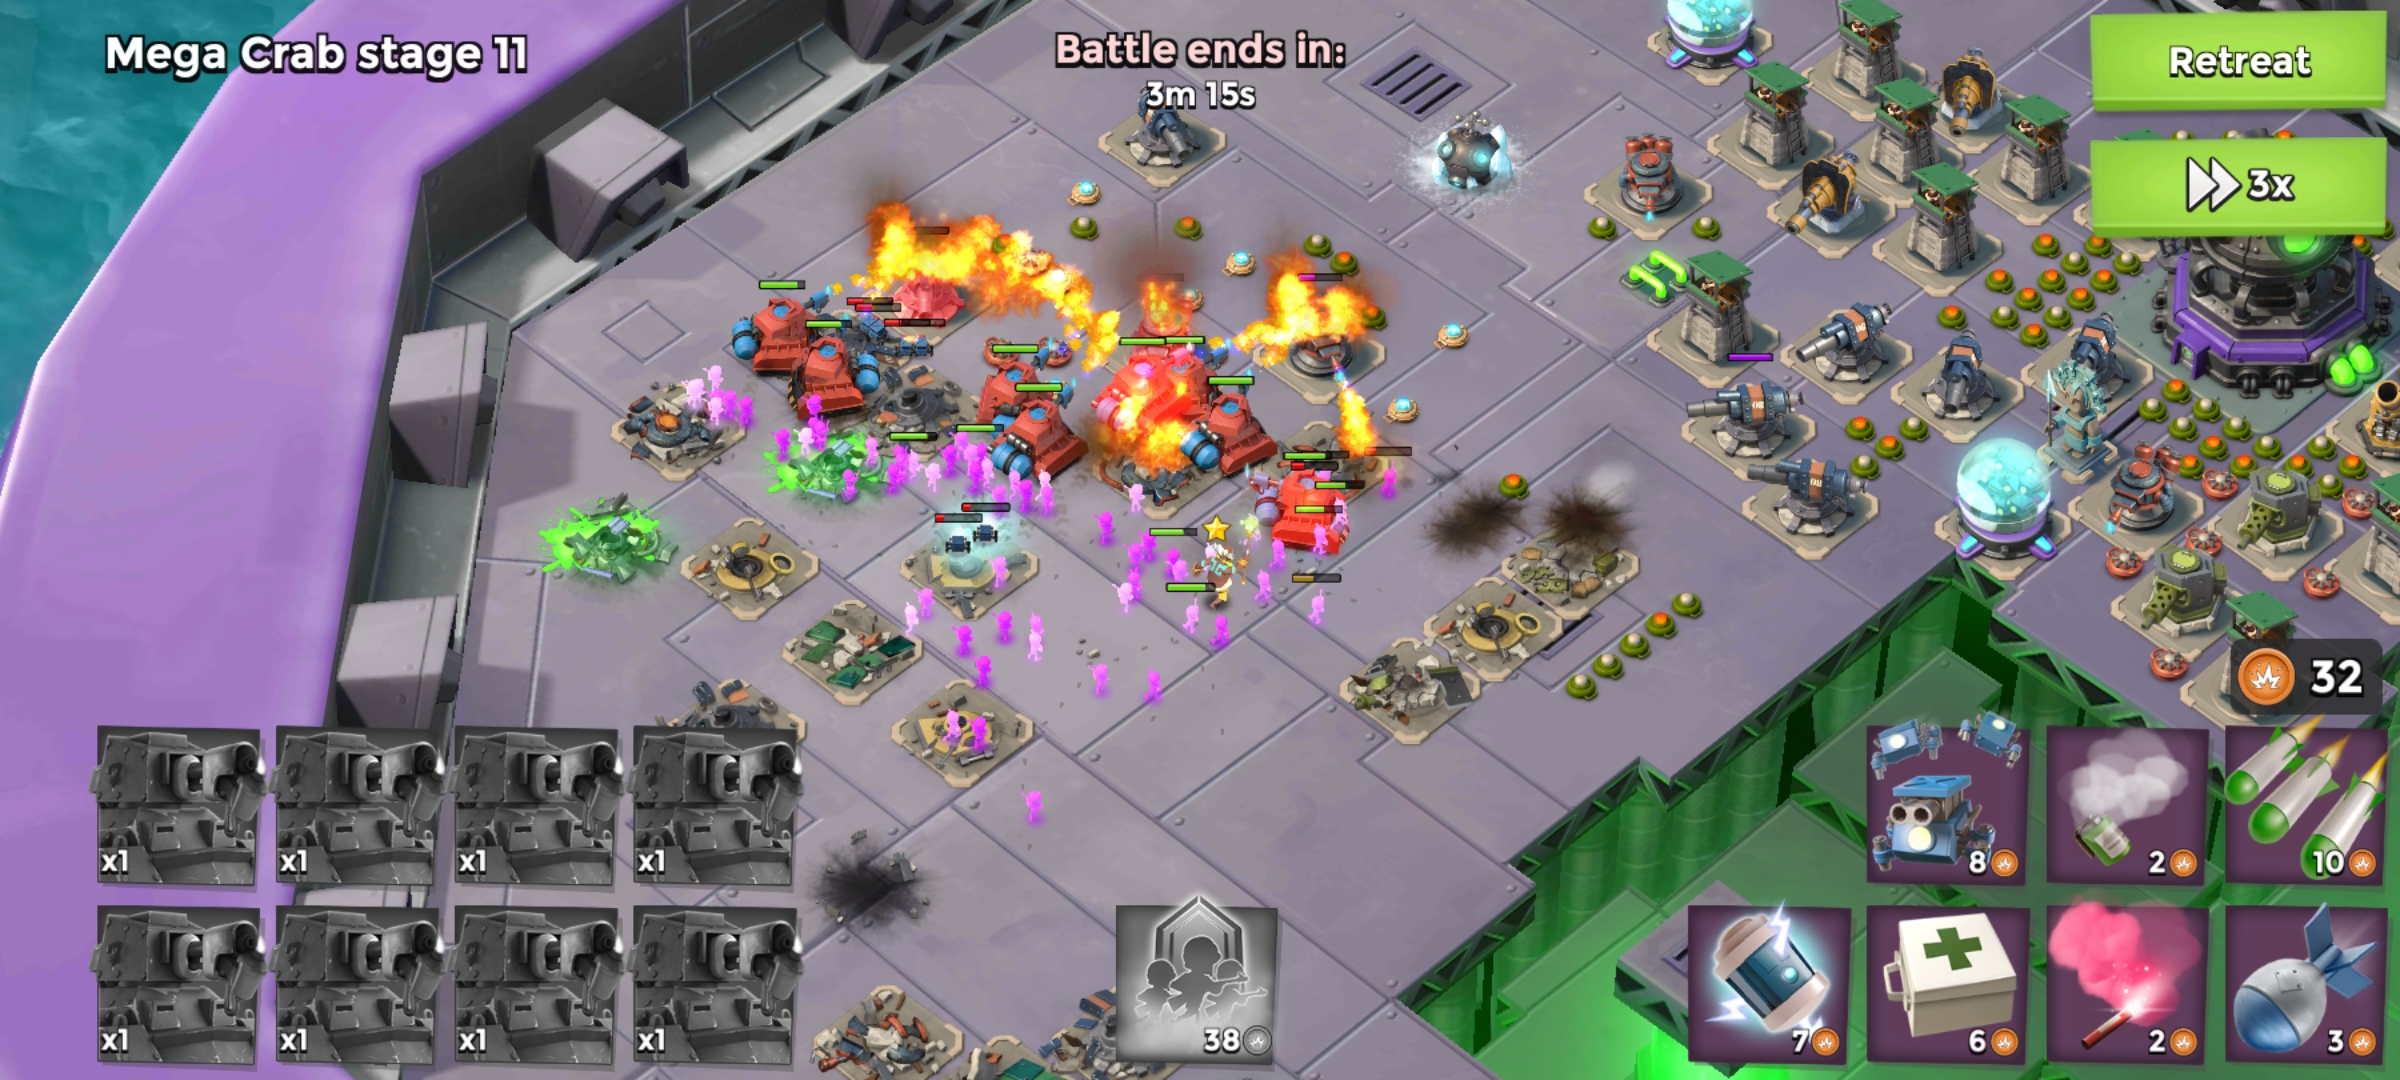 Mega Crab stage 11
Battle ends in:
3m 15s
Retreat
3x
32
8
2
10
x1
x1
x1
x1
x1
x1
x1
x1
38
7
6
2
3